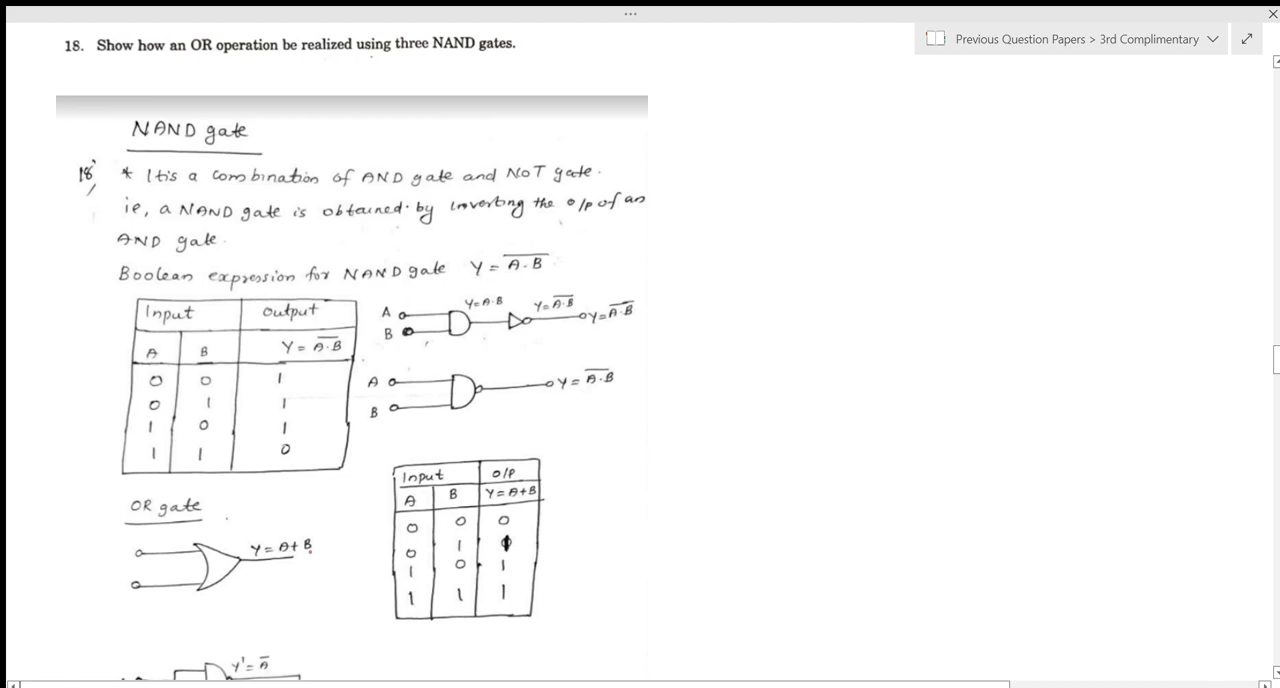 18. Show how an OR operation be realized using three NAND gates.
Previous Question Papers > 3rd Complimentary
NAND gate
18, * It is a combination of AND gate and NOT gate.
ie, a NAND gate is obtained by inverting the o/p of an
AND gate.
Boolean expression for NAND gate Y = A̅.̅B̅
Input Output
A B Y = A̅.̅B̅
0 0 1
0 1 1
1 0 1
1 1 0
A Y=A.B Y=A̅.̅B̅ Y=A̅.̅B̅
B
A Y=A̅.̅B̅
B
Input o/p
A B Y=A+B
0 0 0
0 1 1
1 0 1
1 1 1
OR gate
Y = A+B
Y'= A̅